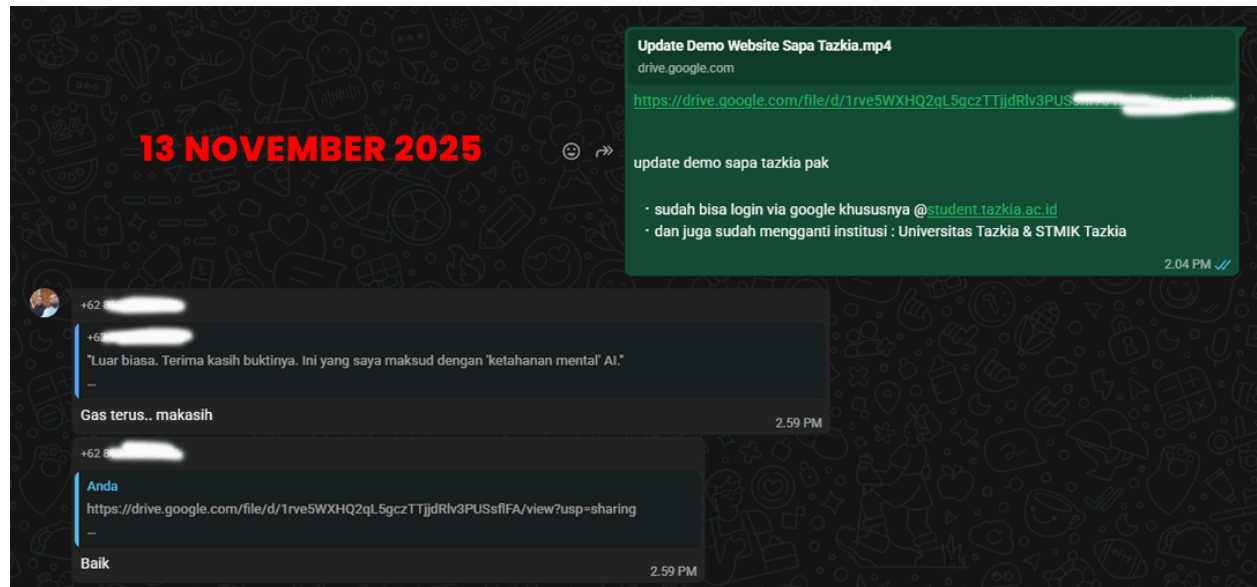 Update Demo Website Sapa Tazkia.mp4
drive.google.com
https://drive.google.com/file/d/1rve5WXHQ2qL5gczTTjjdRlv3PUS
13 NOVEMBER 2025
update demo sapa tazkia pak
· sudah bisa login via google khususnya @student.tazkia.ac.id
· dan juga sudah mengganti institusi : Universitas Tazkia & STMIK Tazkia
2.04 PM
+62
+62
"Luar biasa. Terima kasih buktinya. Ini yang saya maksud dengan 'ketahanan mental' AI."
...
Gas terus.. makasih
2.59 PM
+62
Anda
https://drive.google.com/file/d/1rve5WXHQ2qL5gczTTjjdRlv3PUSsflFA/view?usp=sharing
...
Baik
2.59 PM